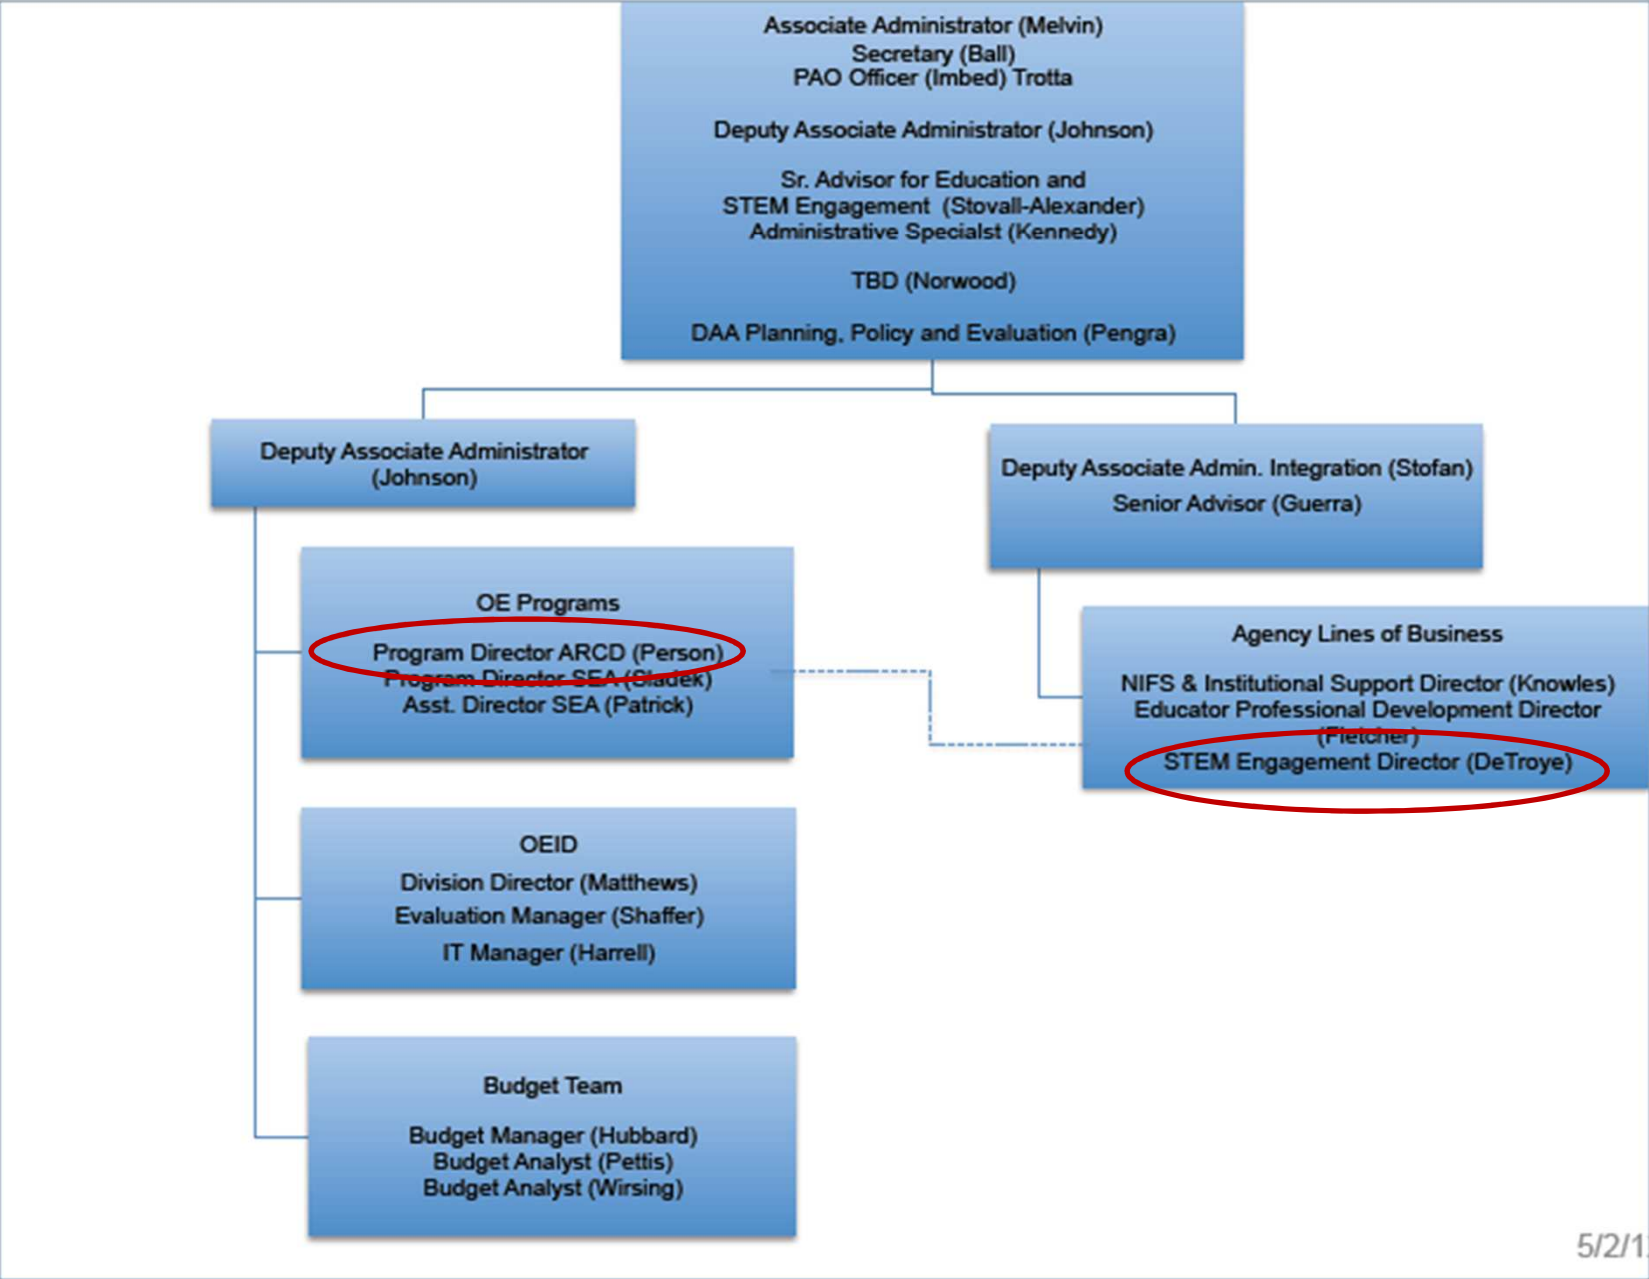 Associate Administrator (Melvin)
Secretary (Ball)
PAO Officer (Imbed) Trotta
Deputy Associate Administrator (Johnson)
Sr. Advisor for Education and
STEM Engagement (Stovall-Alexander)
Administrative Specialst (Kennedy)
TBD (Norwood)
DAA Planning, Policy and Evaluation (Pengra)
Deputy Associate Administrator
(Johnson)
Deputy Associate Admin. Integration (Stofan)
Senior Advisor (Guerra)
OE Programs
Program Director ARCD (Person)
Program Director SEA (Sladek)
Asst. Director SEA (Patrick)
Agency Lines of Business
NIFS & Institutional Support Director (Knowles)
Educator Professional Development Director
(Fletcher)
STEM Engagement Director (DeTroye)
OEID
Division Director (Matthews)
Evaluation Manager (Shaffer)
IT Manager (Harrell)
Budget Team
Budget Manager (Hubbard)
Budget Analyst (Pettis)
Budget Analyst (Wirsing)
5/2/1